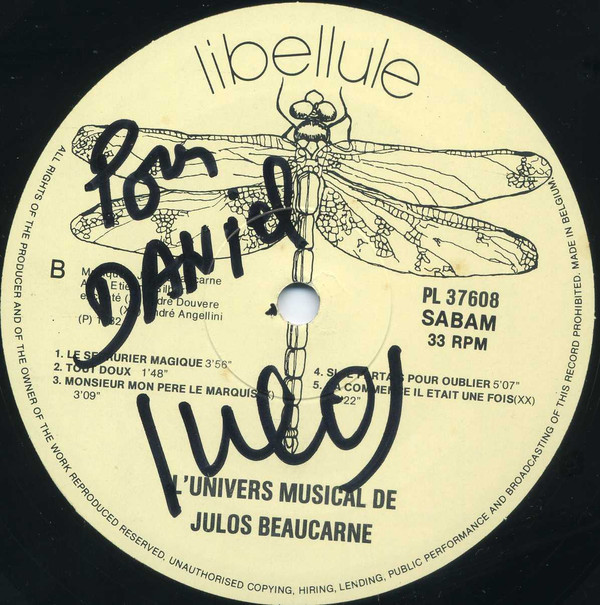 libellule
Pour
DANiel
B
PL 37608
SABAM
33 RPM
1. LE SERRURIER MAGIQUE 3'56"
2. TOUT DOUX 1'48"
3. MONSIEUR MON PERE LE MARQUIS
3'09"
POUR OUBLIER 5'07"
IL ETAIT UNE FOIS(XX)
Julos
L'UNIVERS MUSICAL DE
JULOS BEAUCARNE
ALL RIGHTS OF THE PRODUCER AND OF THE OWNER OF THE WORK REPRODUCED RESERVED. UNAUTHORISED COPYING, HIRING, LENDING, PUBLIC PERFORMANCE AND BROADCASTING OF THIS RECORD PROHIBITED. MADE IN BELGIUM